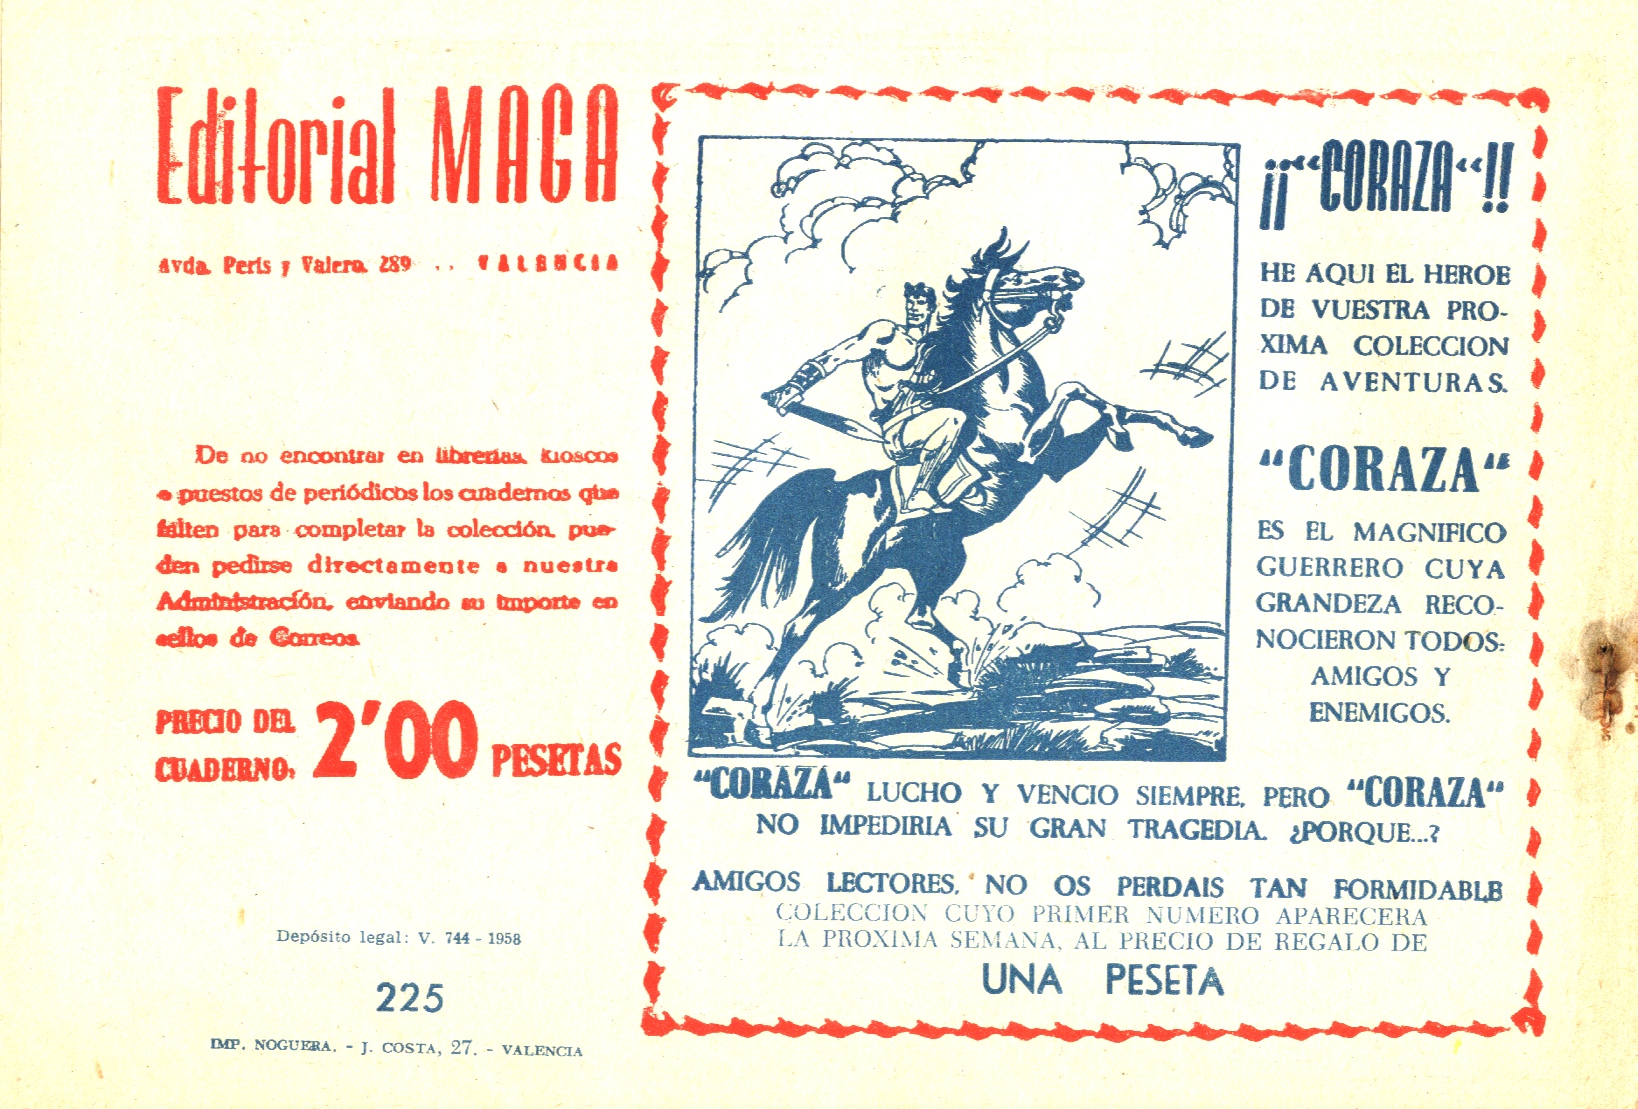 Editorial MAGA
Avda. Peris y Valero, 289 .. VALENCIA
De no encontrar en librerias, kioscos
o puestos de periódicos los cuadernos que
falten para completar la colección, pue-
den pedirse directamente a nuestra
Administración, enviando su importe en
sellos de Correos.
PRECIO DEL
CUADERNO: 2'00 PESETAS
Depósito legal: V. 744 - 1958
225
IMP. NOGUERA. - J. COSTA, 27. - VALENCIA
¡¡“CORAZA“!!
HE AQUI EL HEROE
DE VUESTRA PRO-
XIMA COLECCION
DE AVENTURAS.
“CORAZA“
ES EL MAGNIFICO
GUERRERO CUYA
GRANDEZA RECO-
NOCIERON TODOS:
AMIGOS Y
ENEMIGOS.
“CORAZA“ LUCHO Y VENCIO SIEMPRE, PERO “CORAZA“
NO IMPEDIRIA SU GRAN TRAGEDIA. ¿PORQUE...?
AMIGOS LECTORES, NO OS PERDAIS TAN FORMIDABLE
COLECCION CUYO PRIMER NUMERO APARECERA
LA PROXIMA SEMANA, AL PRECIO DE REGALO DE
UNA PESETA